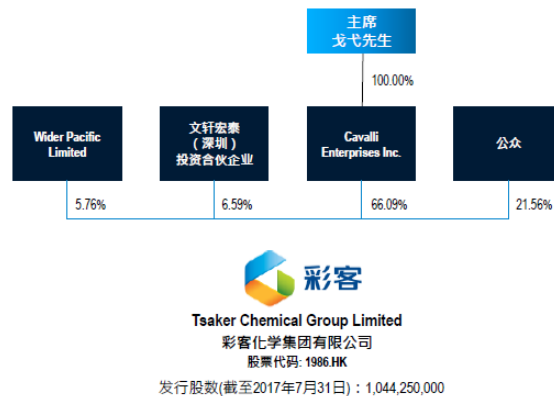 主席
戈弋先生
100.00%
Wider Pacific
Limited
文轩宏泰
（深圳）
投资合伙企业
Cavalli
Enterprises Inc.
公众
5.76%
6.59%
66.09%
21.56%
彩客
Tsaker Chemical Group Limited
彩客化学集团有限公司
股票代码: 1986.HK
发行股数(截至2017年7月31日)：1,044,250,000